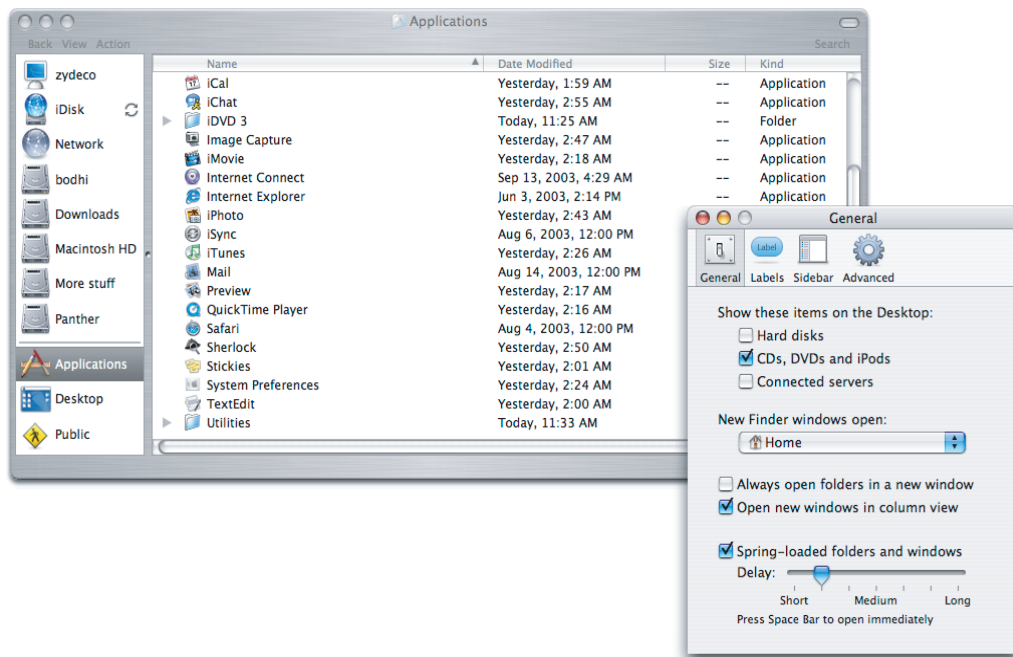 Applications
Back View Action Search
Name Date Modified Size Kind
zydeco
iDisk
Network
bodhi
Downloads
Macintosh HD
More stuff
Panther
Applications
Desktop
Public
iCal Yesterday, 1:59 AM -- Application
iChat Yesterday, 2:55 AM -- Application
iDVD 3 Today, 11:25 AM -- Folder
Image Capture Yesterday, 2:47 AM -- Application
iMovie Yesterday, 2:18 AM -- Application
Internet Connect Sep 13, 2003, 4:29 AM -- Application
Internet Explorer Jun 3, 2003, 2:14 PM -- Application
iPhoto Yesterday, 2:43 AM
iSync Aug 6, 2003, 12:00 PM
iTunes Yesterday, 2:26 AM
Mail Aug 14, 2003, 12:00 PM
Preview Yesterday, 2:17 AM
QuickTime Player Yesterday, 2:16 AM
Safari Aug 4, 2003, 12:00 PM
Sherlock Yesterday, 2:50 AM
Stickies Yesterday, 2:01 AM
System Preferences Yesterday, 2:24 AM
TextEdit Yesterday, 2:00 AM
Utilities Today, 11:33 AM
General
Label
General Labels Sidebar Advanced
Show these items on the Desktop:
Hard disks
CDs, DVDs and iPods
Connected servers
New Finder windows open:
Home
Always open folders in a new window
Open new windows in column view
Spring-loaded folders and windows
Delay:
Short Medium Long
Press Space Bar to open immediately